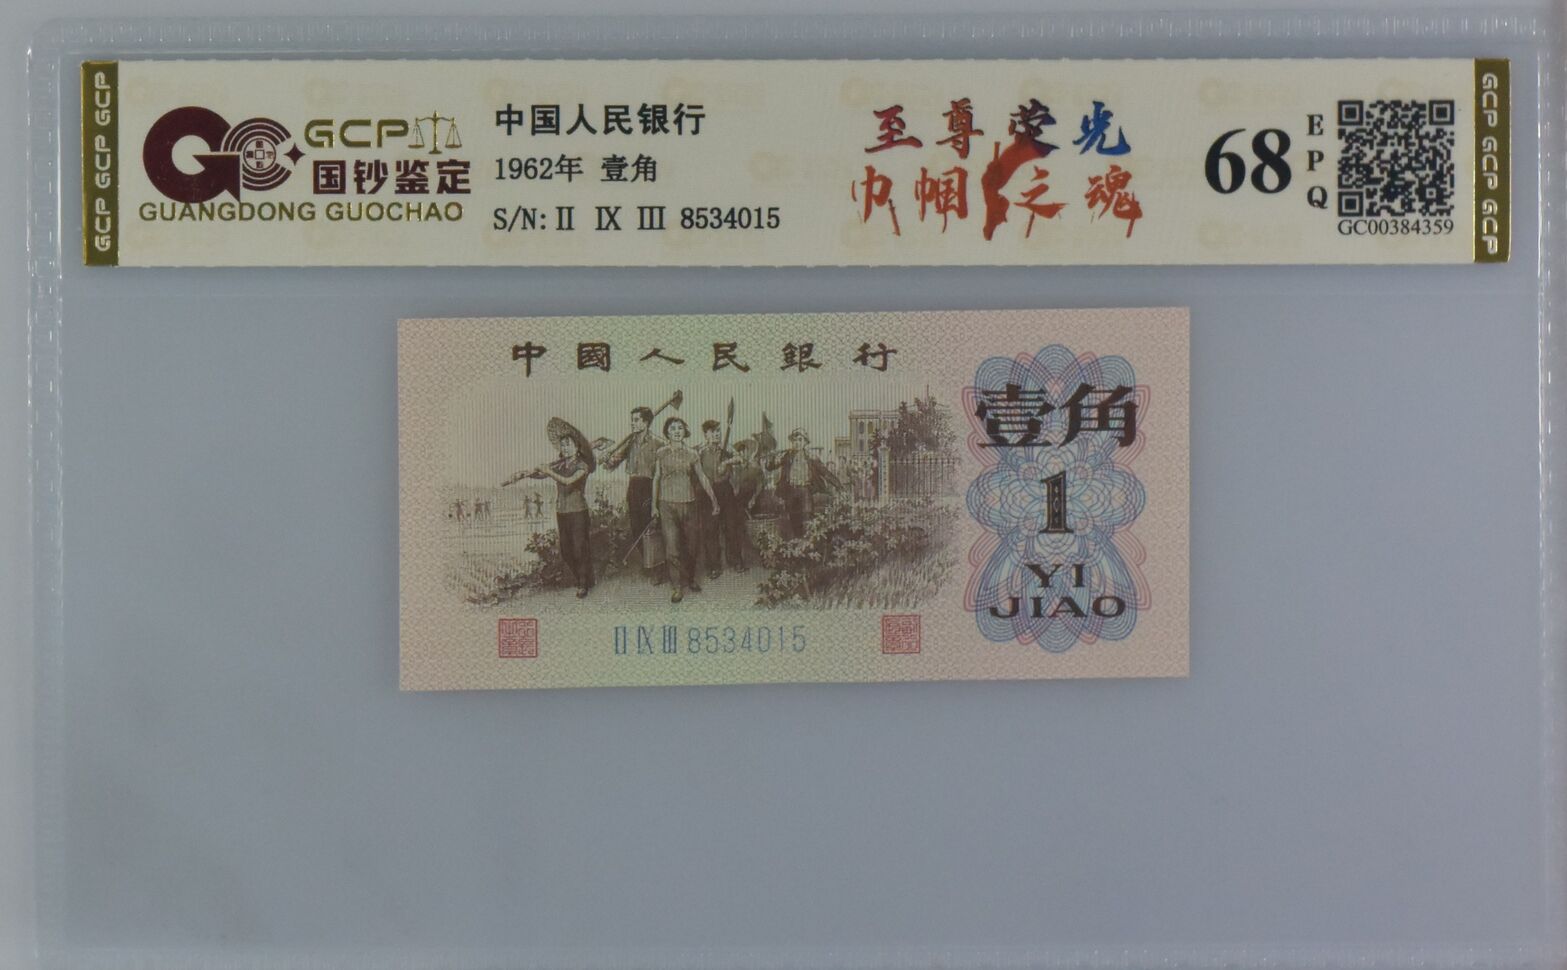 GCP GCP GCP
GCP
国钞鉴定
GUANGDONG GUOCHAO
中国人民银行
1962年 壹角
S/N: II IX III 8534015
至尊荣光
巾帼之魂
68
EPQ
GC00384359
GCP GCP GCP
中國人民銀行
壹角
1
YI
JIAO
II IX III 8534015